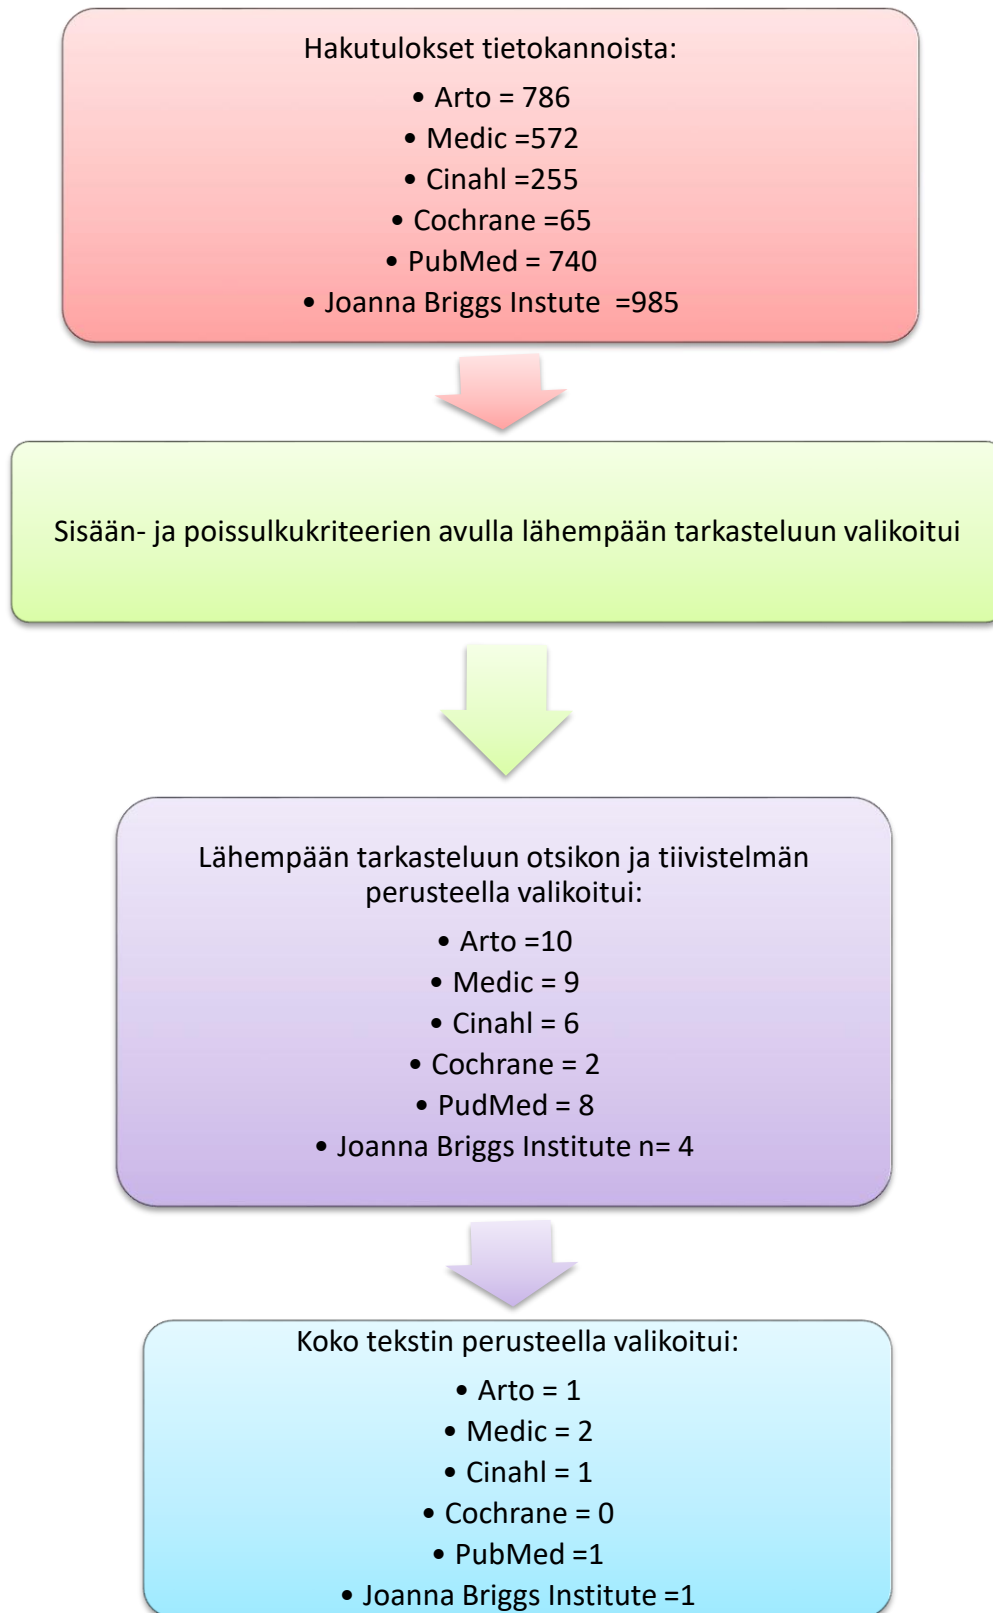 Hakutulokset tietokannoista:
• Arto = 786
• Medic =572
• Cinahl =255
• Cochrane =65
• PubMed = 740
• Joanna Briggs Instute =985
Sisään- ja poissulkukriteerien avulla lähempään tarkasteluun valikoitui
Lähempään tarkasteluun otsikon ja tiivistelmän
perusteella valikoitui:
• Arto =10
• Medic = 9
• Cinahl = 6
• Cochrane = 2
• PudMed = 8
• Joanna Briggs Institute n= 4
Koko tekstin perusteella valikoitui:
• Arto = 1
• Medic = 2
• Cinahl = 1
• Cochrane = 0
• PubMed =1
• Joanna Briggs Institute =1